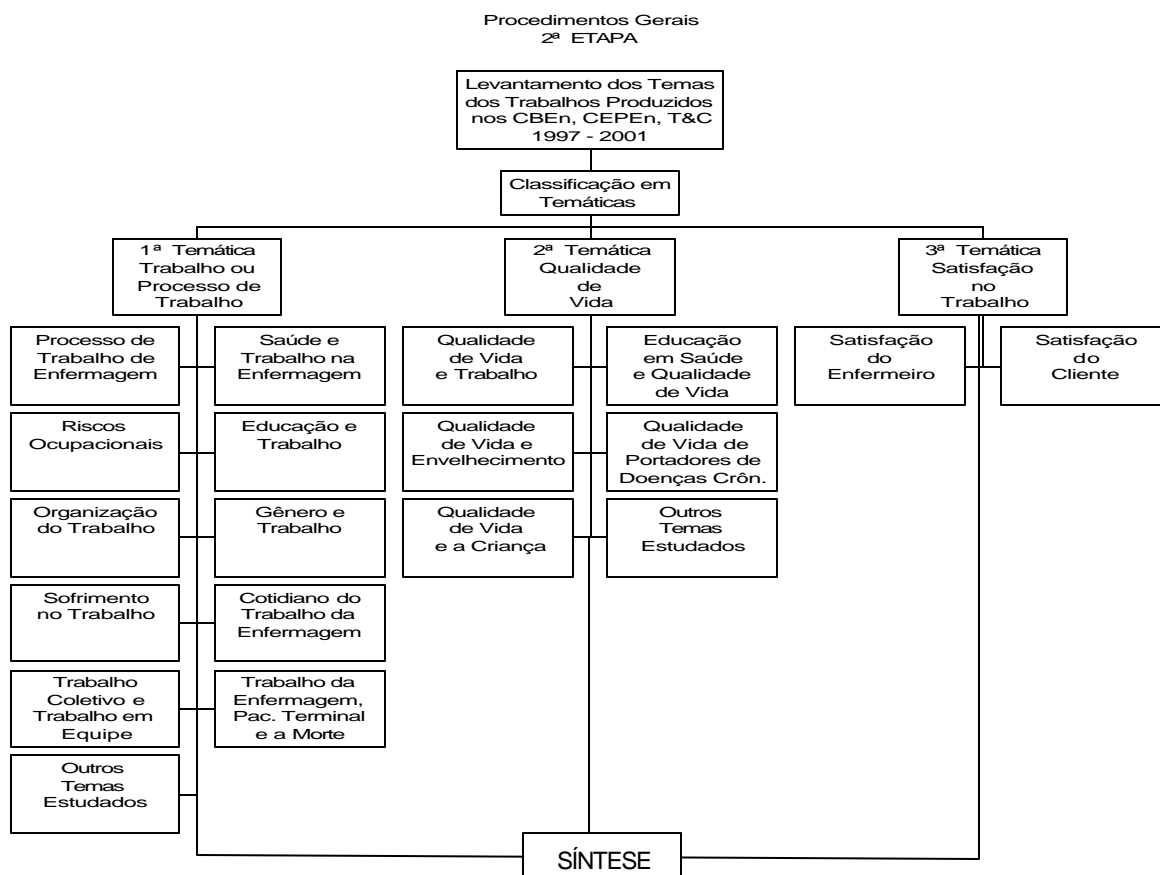 Procedimentos Gerais
2ª ETAPA
Levantamento dos Temas
dos Trabalhos Produzidos
nos CBEn, CEPEn, T&C
1997 - 2001
Classificação em
Temáticas
1ª Temática
Trabalho ou
Processo de
Trabalho
2ª Temática
Qualidade
de
Vida
3ª Temática
Satisfação
no
Trabalho
Processo de
Trabalho de
Enfermagem
Saúde e
Trabalho na
Enfermagem
Qualidade
de Vida
e Trabalho
Educação
em Saúde
e Qualidade
de Vida
Satisfação
do
Enfermeiro
Satisfação
do
Cliente
Riscos
Ocupacionais
Educação e
Trabalho
Qualidade
de Vida e
Envelhecimento
Qualidade
de Vida de
Portadores de
Doenças Crôn.
Organização
do Trabalho
Gênero e
Trabalho
Qualidade
de Vida
e a Criança
Outros
Temas
Estudados
Sofrimento
no Trabalho
Cotidiano do
Trabalho da
Enfermagem
Trabalho
Coletivo e
Trabalho em
Equipe
Trabalho da
Enfermagem,
Pac. Terminal
e a Morte
Outros
Temas
Estudados
SÍNTESE